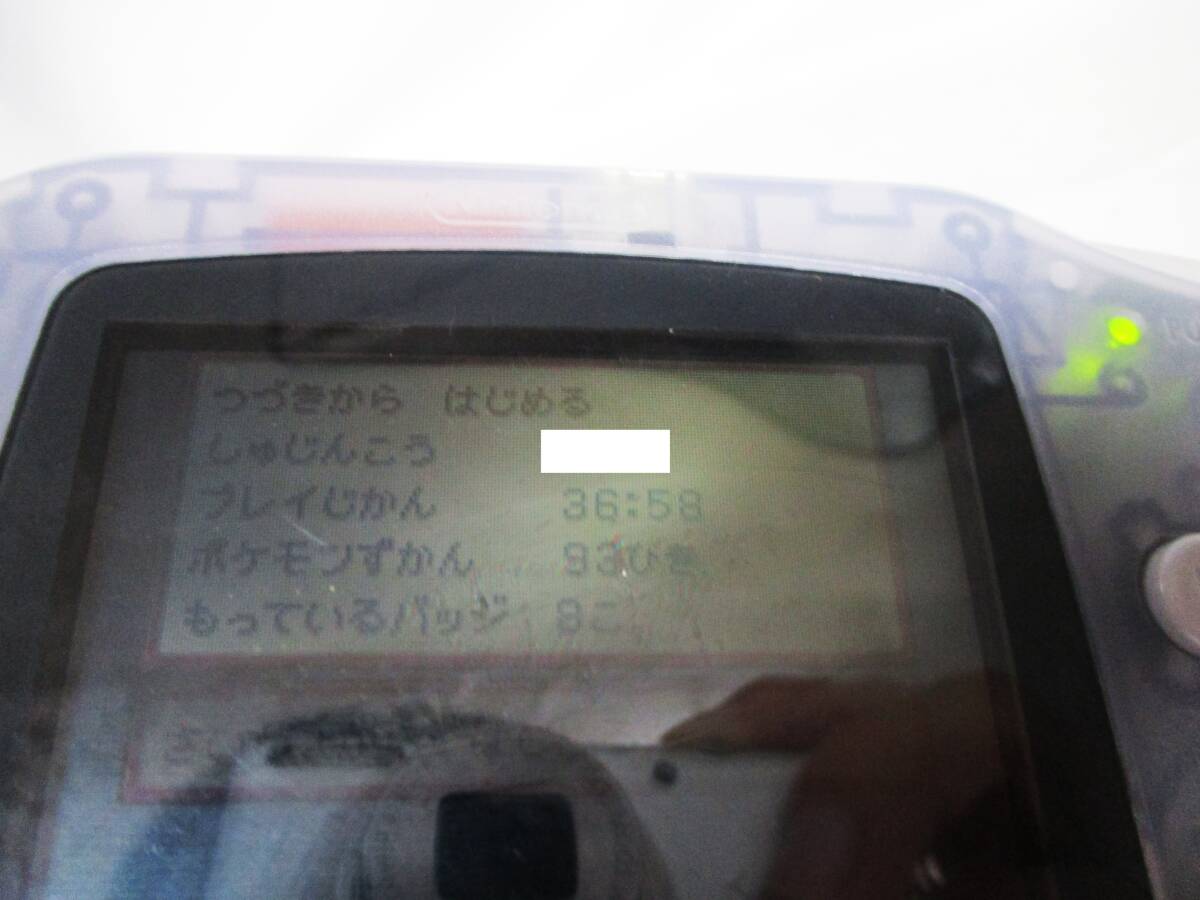 つづきから はじめる
しゅじんこう
プレイじかん 36:58
ポケモンずかん 93ひき
もっているバッジ 8こ